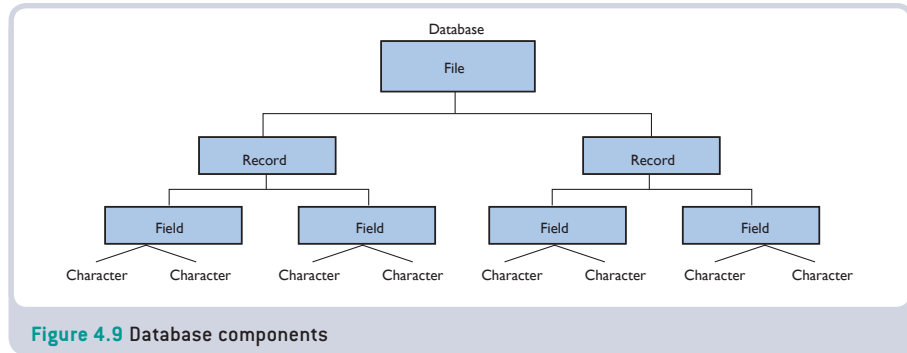 Database
File
Record Record
Field Field Field Field
Character Character Character Character Character Character Character Character
Figure 4.9 Database components